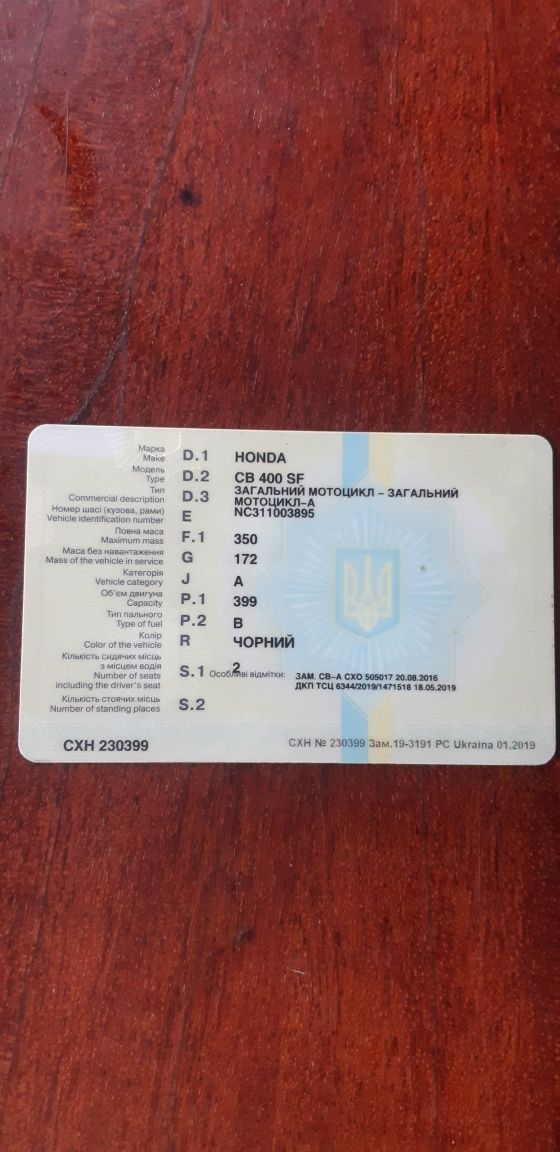 Марка
Make D.1 HONDA
Модель
Type D.2 CB 400 SF
Тип
Commercial description D.3 ЗАГАЛЬНИЙ МОТОЦИКЛ – ЗАГАЛЬНИЙ
МОТОЦИКЛ–А
Номер шасі (кузова, рами)
Vehicle identification number E NC311003895
Повна маса
Maximum mass F.1 350
Маса без навантаження
Mass of the vehicle in service G 172
Категорія
Vehicle category J A
Об'єм двигуна
Capacity P.1 399
Тип пального
Type of fuel P.2 B
Колір
Color of the vehicle R ЧОРНИЙ
Кількість сидячих місць
з місцем водія
Number of seats
including the driver's seat S.1 2
Особливі відмітки: ЗАМ. СВ–А СХО 505017 20.08.2016
ДКП ТСЦ 6344/2019/1471518 18.05.2019
Кількість стоячих місць
Number of standing places S.2
СХН 230399
СХН № 230399 Зам.19-3191 РС Ukraina 01.2019